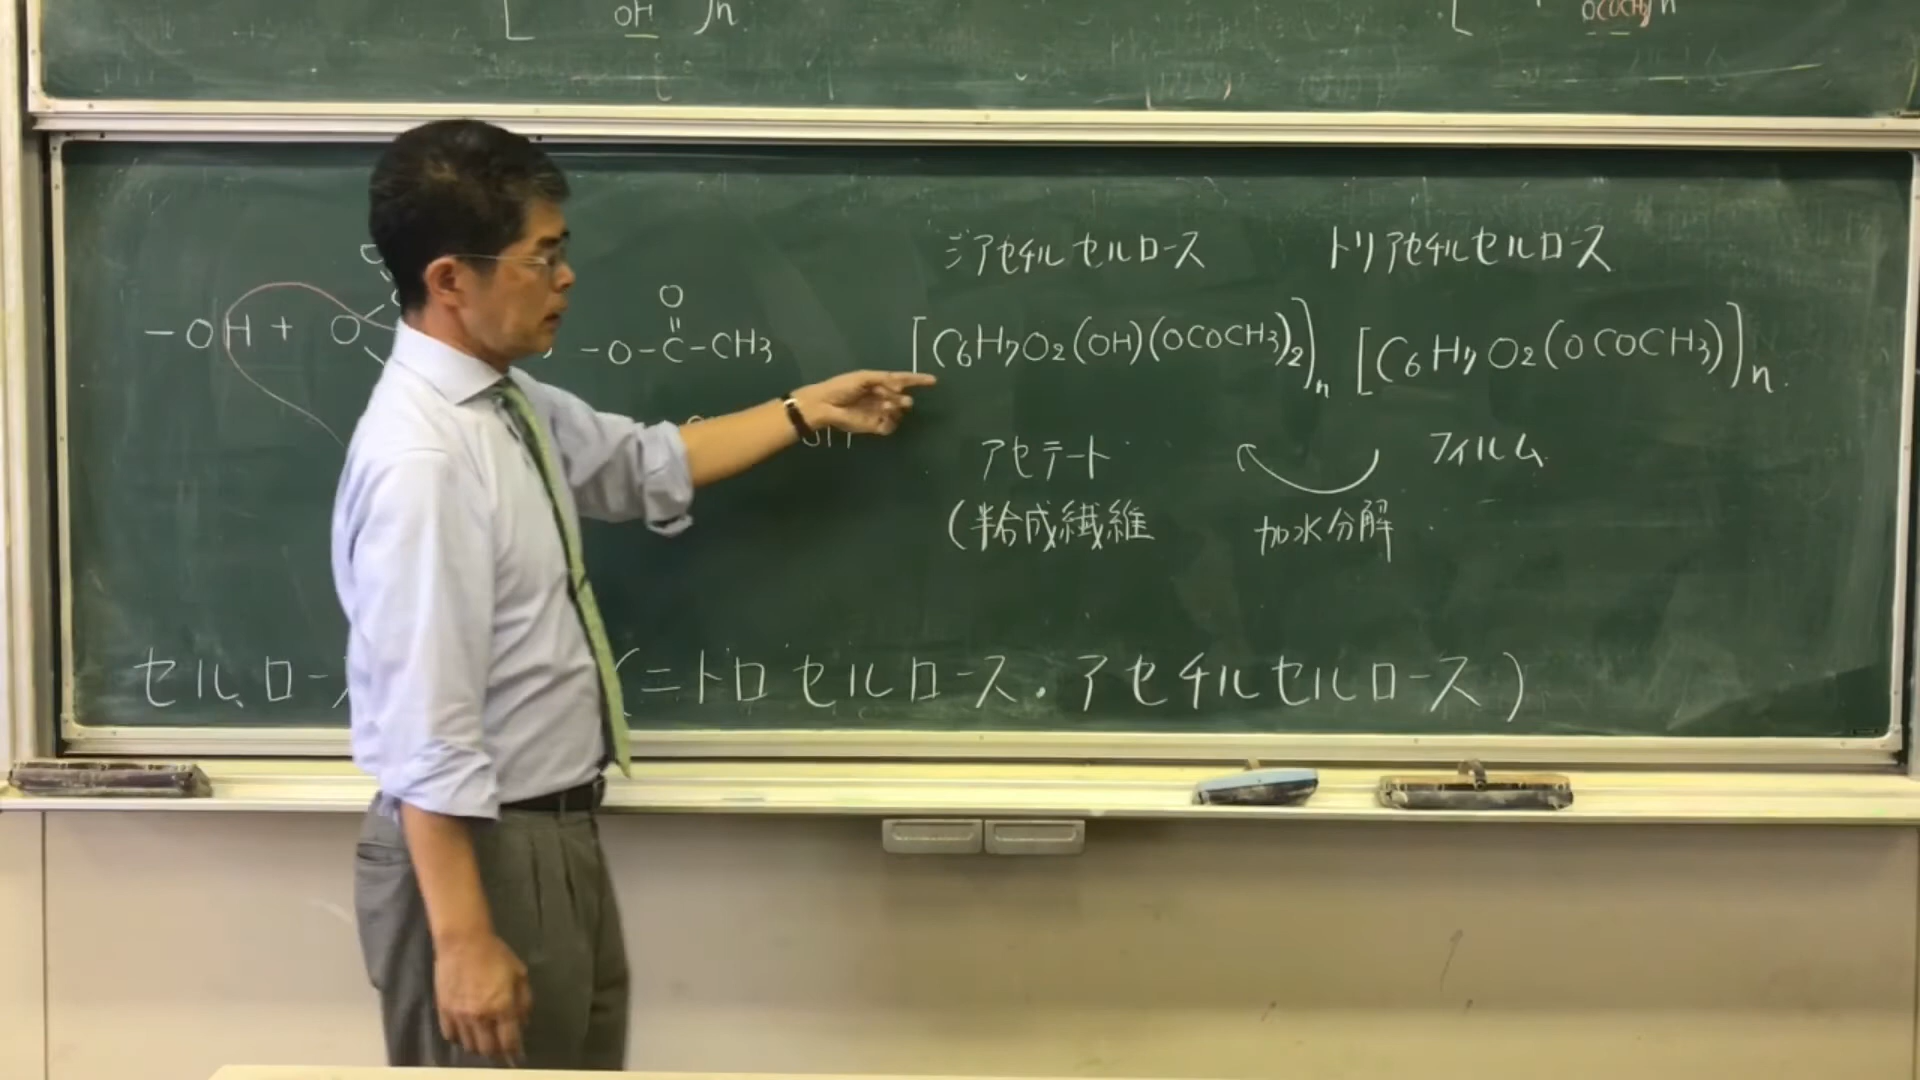 OH )n
OCOCH3 n
ジアセチルセルロース
トリアセチルセルロース
O
-OH + O
-O-C-CH3
[C6H7O2(OH)(OCOCH3)2]n
[C6H7O2(OCOCH3)]n
アセテート
フィルム
(半合成繊維
加水分解
セルロース
(ニトロセルロース・アセチルセルロース)